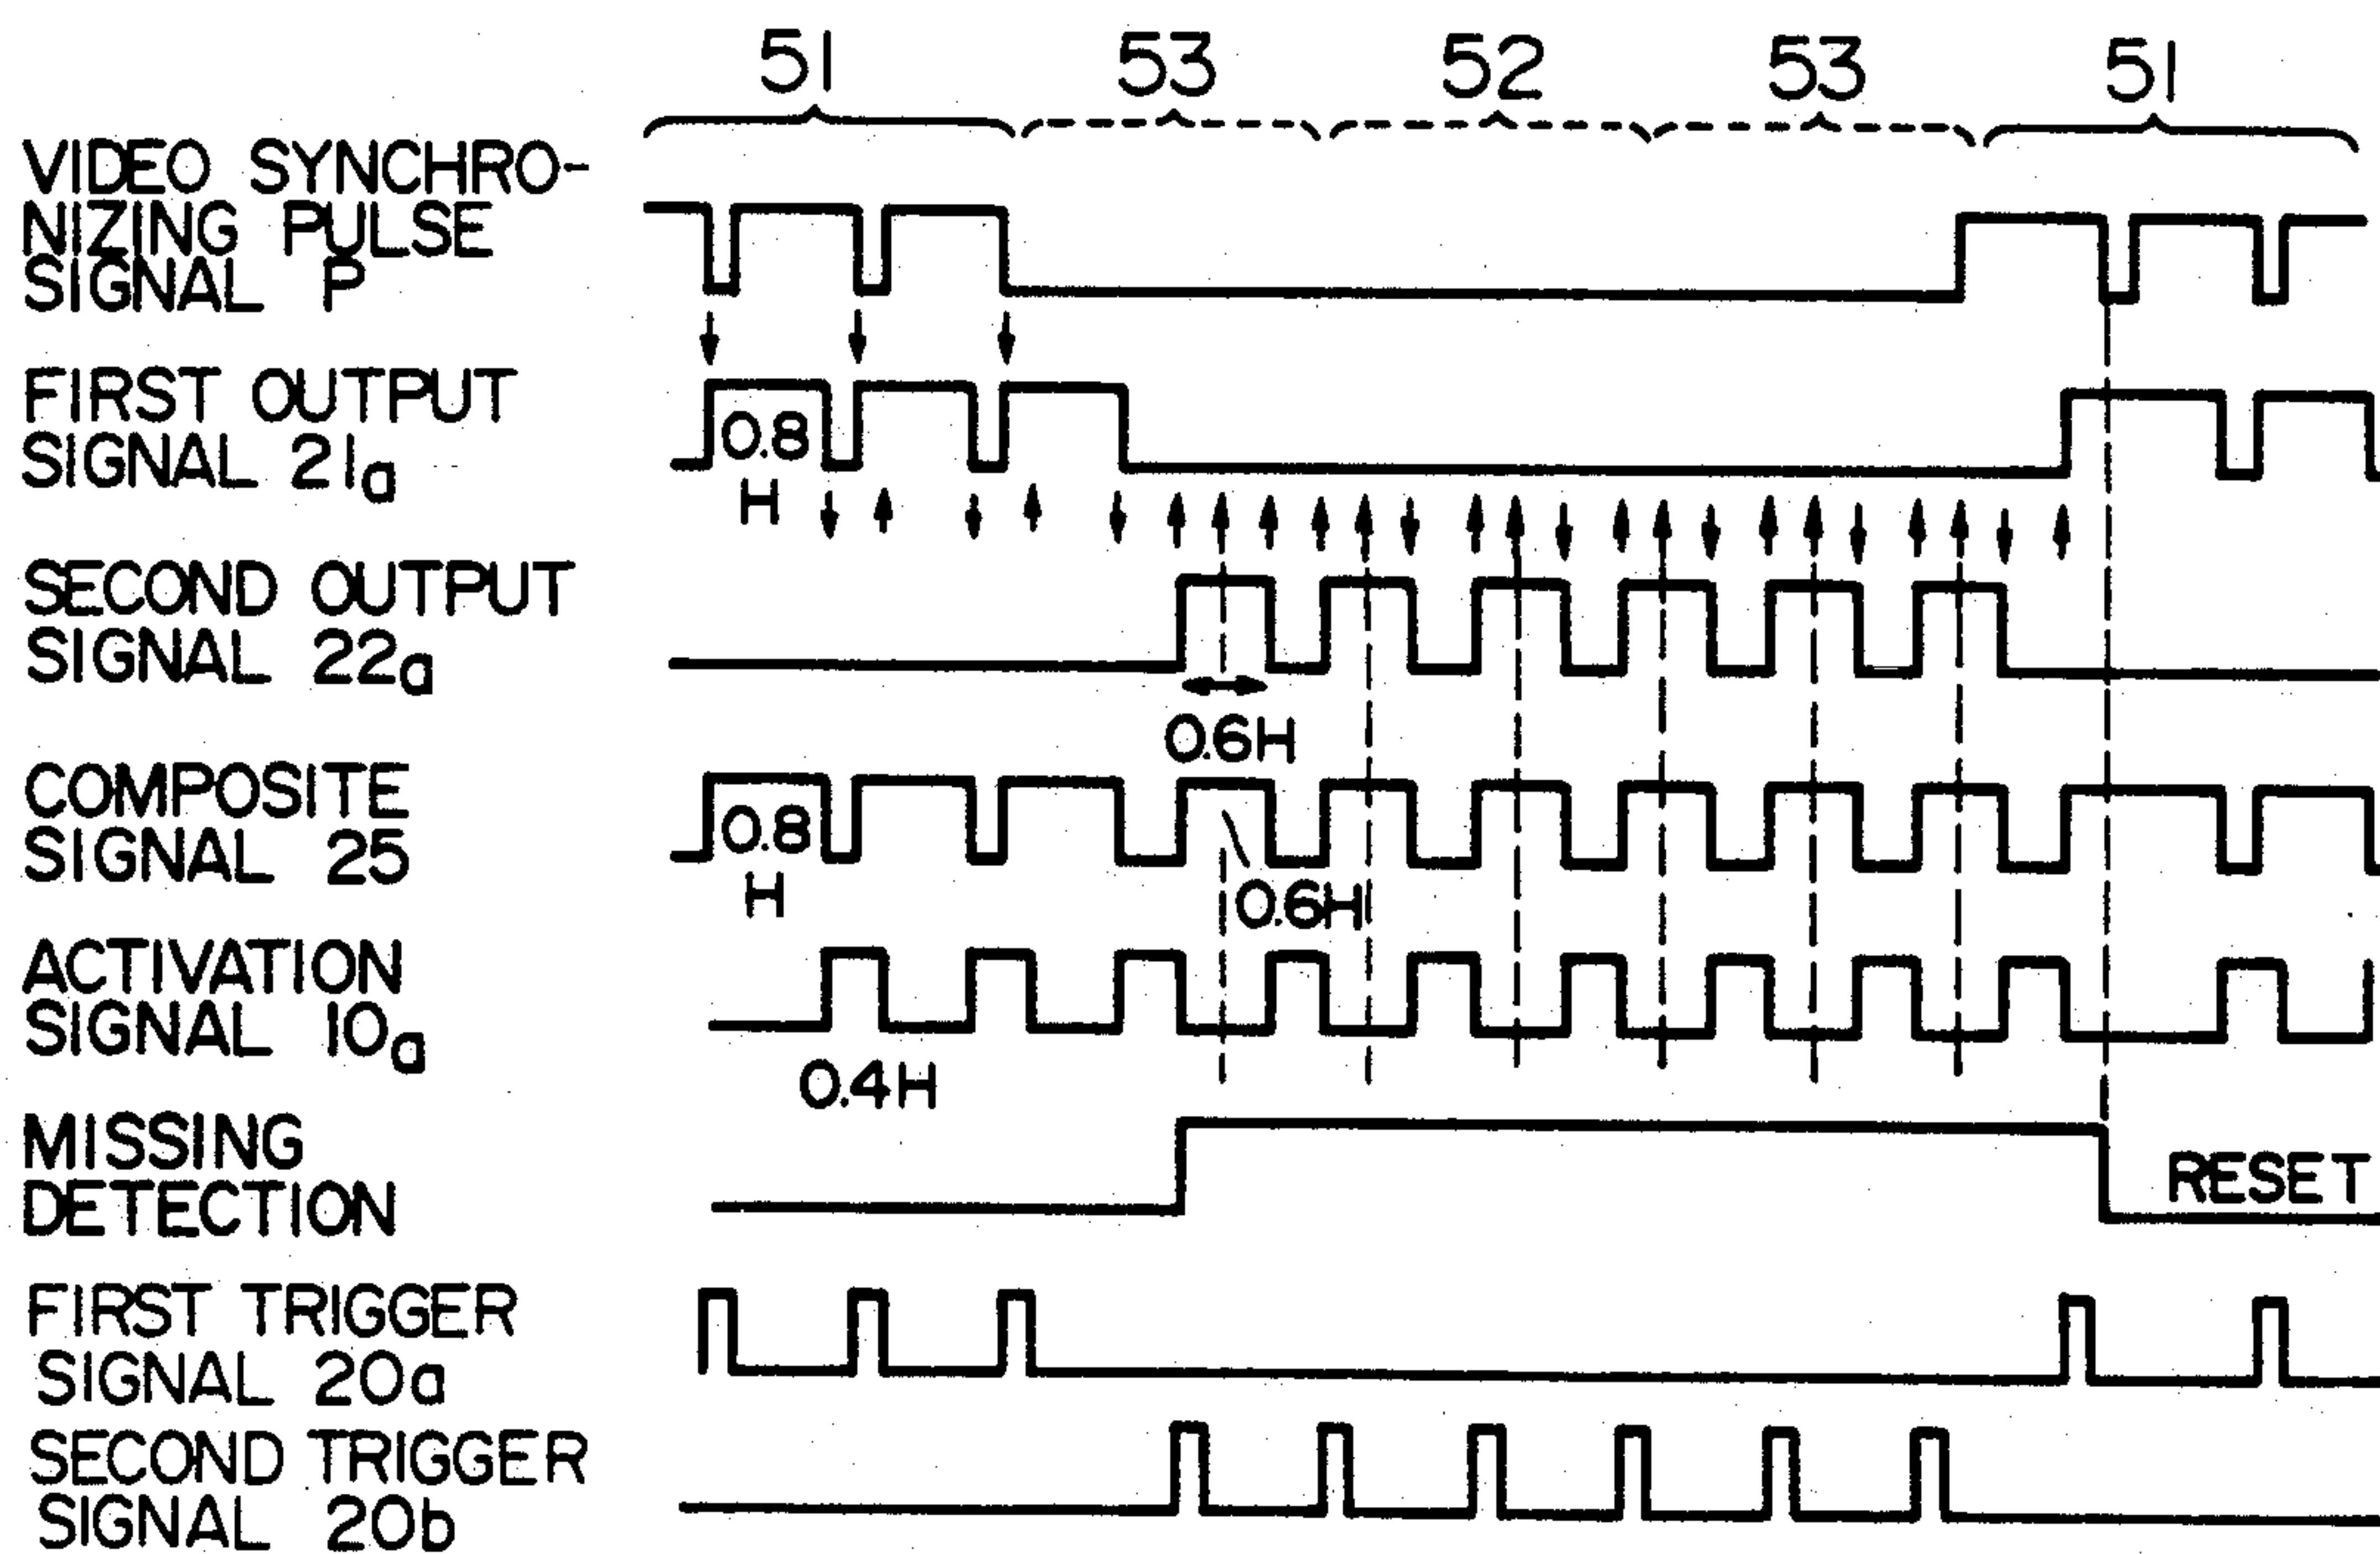 51 53 52 53 51
VIDEO SYNCHRO-
NIZING PULSE
SIGNAL P
FIRST OUTPUT
SIGNAL 21a
0.8
H
SECOND OUTPUT
SIGNAL 22a
0.6H
COMPOSITE
SIGNAL 25
0.8
H
0.6H
ACTIVATION
SIGNAL 10a
0.4H
MISSING
DETECTION
RESET
FIRST TRIGGER
SIGNAL 20a
SECOND TRIGGER
SIGNAL 20b